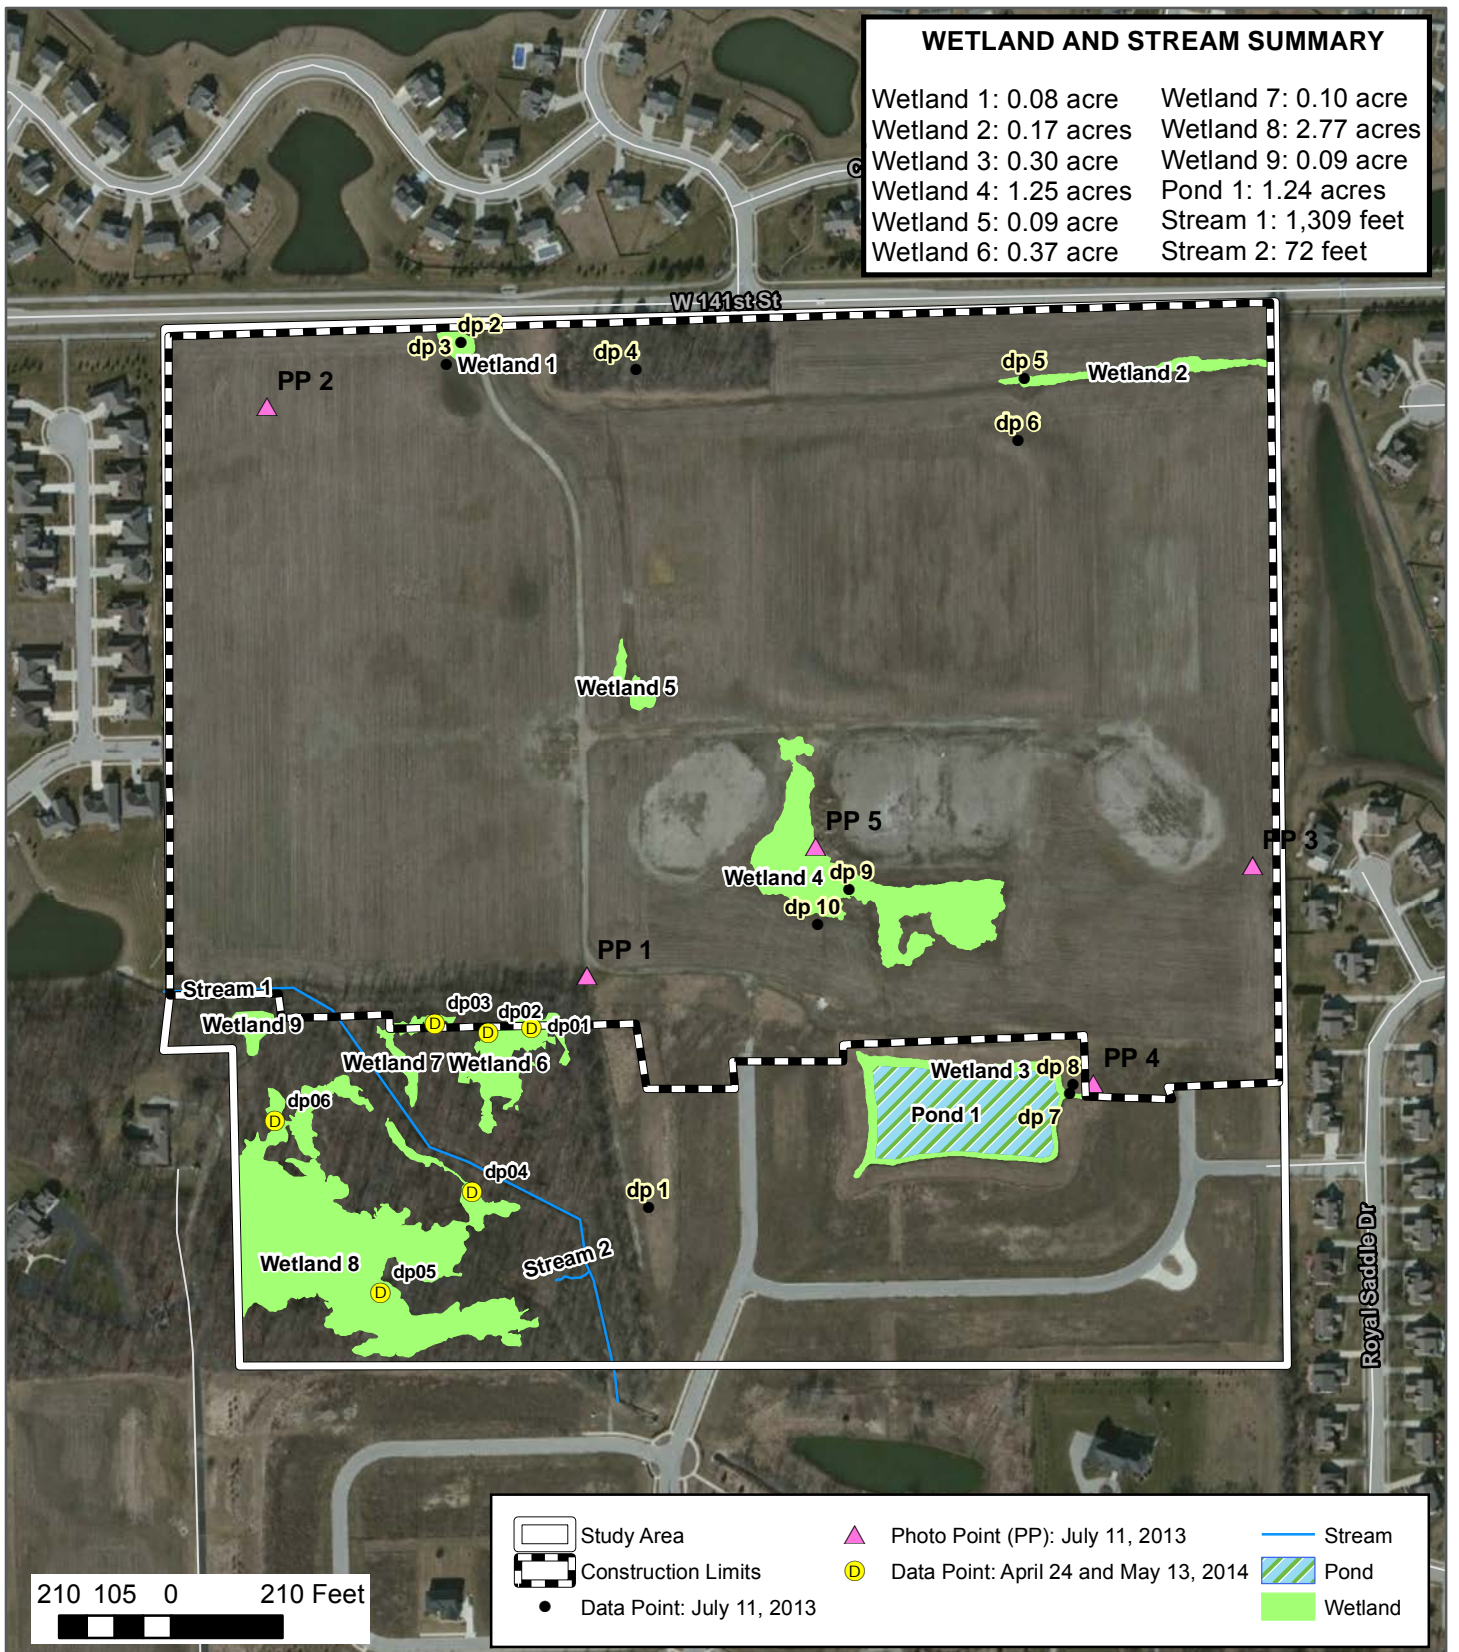 WETLAND AND STREAM SUMMARY
Wetland 1: 0.08 acre
Wetland 2: 0.17 acres
Wetland 3: 0.30 acre
Wetland 4: 1.25 acres
Wetland 5: 0.09 acre
Wetland 6: 0.37 acre
Wetland 7: 0.10 acre
Wetland 8: 2.77 acres
Wetland 9: 0.09 acre
Pond 1: 1.24 acres
Stream 1: 1,309 feet
Stream 2: 72 feet
C
W 141st St
dp 2
dp 3
Wetland 1
dp 4
dp 5
Wetland 2
PP 2
dp 6
Wetland 5
PP 5
PP 3
Wetland 4
dp 9
dp 10
PP 1
Stream 1
dp03
dp02
dp01
D
D
D
Wetland 9
Wetland 7
Wetland 6
PP 4
Wetland 3
dp 8
dp06
D
Pond 1
dp 7
dp04
D
dp 1
Stream 2
Wetland 8
dp05
D
Royal Saddle Dr
Study Area
Construction Limits
Data Point: July 11, 2013
Photo Point (PP): July 11, 2013
D
Data Point: April 24 and May 13, 2014
Stream
Pond
Wetland
210 105 0 210 Feet